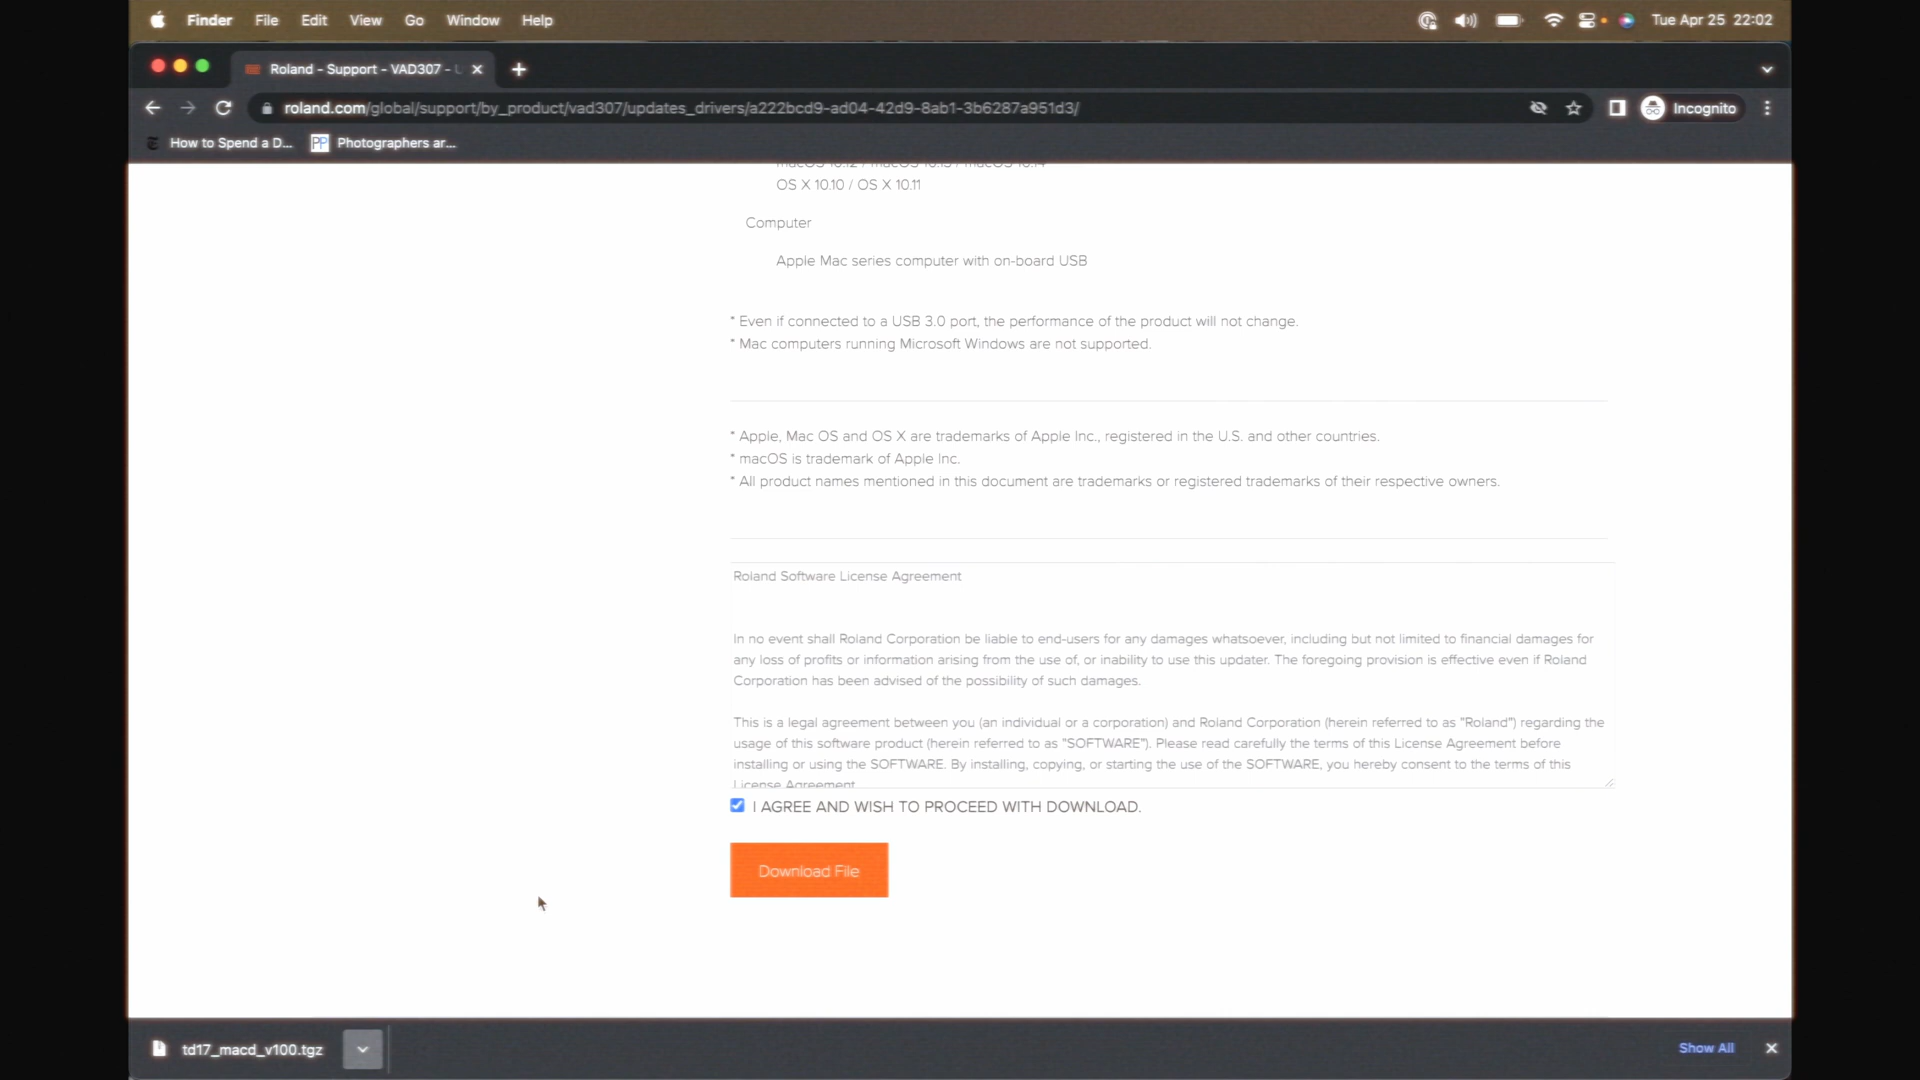 Finder File Edit View Go Window Help Tue Apr 25 22:02
Roland - Support - VAD307 -
roland.com/global/support/by_product/vad307/updates_drivers/a222bcd9-ad04-42d9-8ab1-3b6287a951d3/ Incognito
How to Spend a D... PP Photographers ar...
macOS 10.12 / macOS 10.13 / macOS 10.14
OS X 10.10 / OS X 10.11
Computer
Apple Mac series computer with on-board USB
* Even if connected to a USB 3.0 port, the performance of the product will not change.
* Mac computers running Microsoft Windows are not supported.
* Apple, Mac OS and OS X are trademarks of Apple Inc., registered in the U.S. and other countries.
* macOS is trademark of Apple Inc.
* All product names mentioned in this document are trademarks or registered trademarks of their respective owners.
Roland Software License Agreement
In no event shall Roland Corporation be liable to end-users for any damages whatsoever, including but not limited to financial damages for
any loss of profits or information arising from the use of, or inability to use this updater. The foregoing provision is effective even if Roland
Corporation has been advised of the possibility of such damages.
This is a legal agreement between you (an individual or a corporation) and Roland Corporation (herein referred to as "Roland") regarding the
usage of this software product (herein referred to as "SOFTWARE"). Please read carefully the terms of this License Agreement before
installing or using the SOFTWARE. By installing, copying, or starting the use of the SOFTWARE, you hereby consent to the terms of this
License Agreement
I AGREE AND WISH TO PROCEED WITH DOWNLOAD.
Download File
td17_macd_v100.tgz Show All